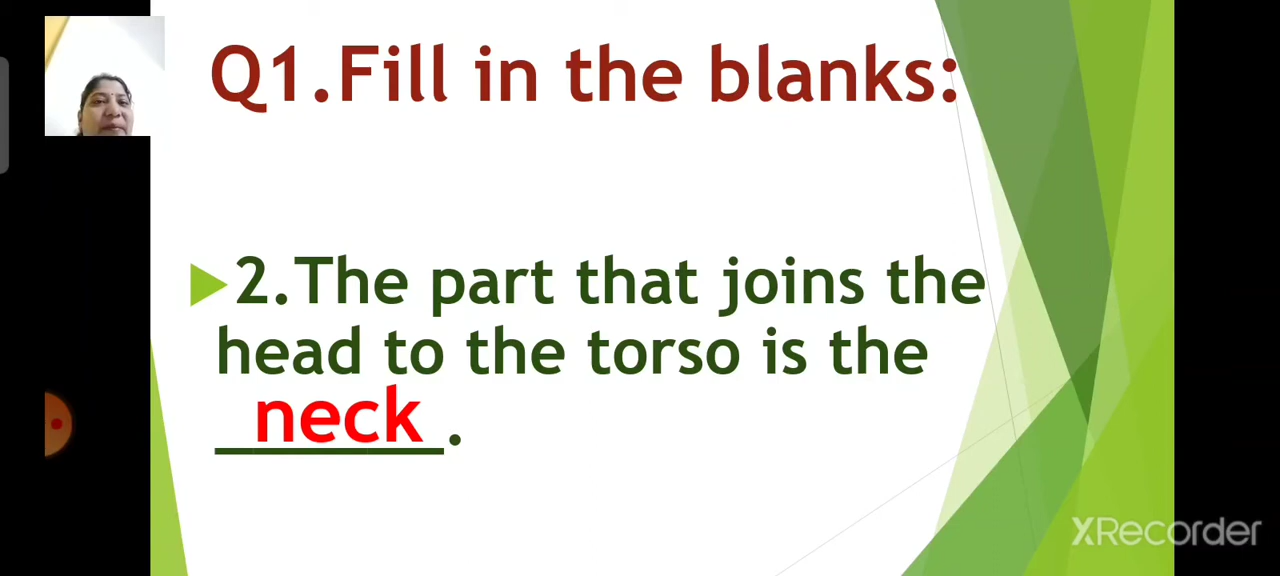 Q1.Fill in the blanks:
2.The part that joins the
head to the torso is the
neck.
XRecorder